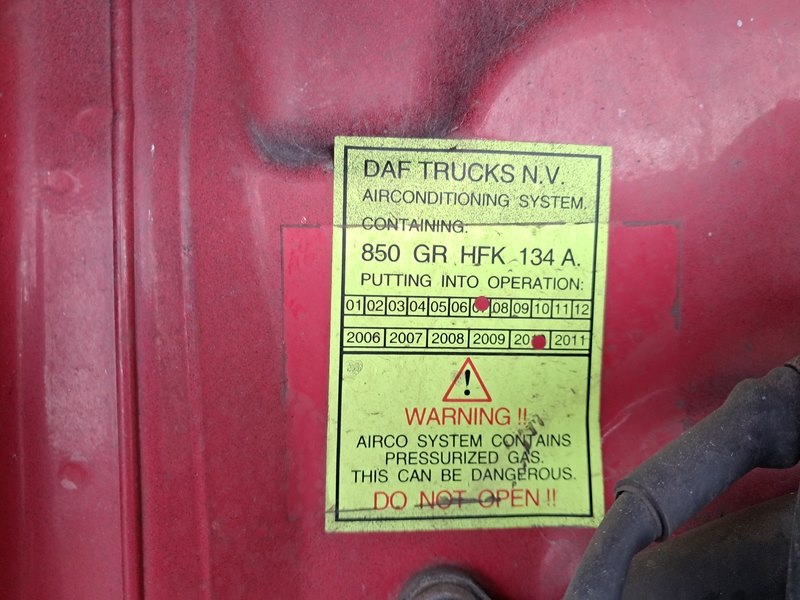 DAF TRUCKS N.V.
AIRCONDITIONING SYSTEM.
CONTAINING:
850 GR HFK 134 A.
PUTTING INTO OPERATION:
01 02 03 04 05 06 08 09 10 11 12
2006 2007 2008 2009 2011
!
WARNING !!
AIRCO SYSTEM CONTAINS
PRESSURIZED GAS.
THIS CAN BE DANGEROUS.
DO NOT OPEN !!